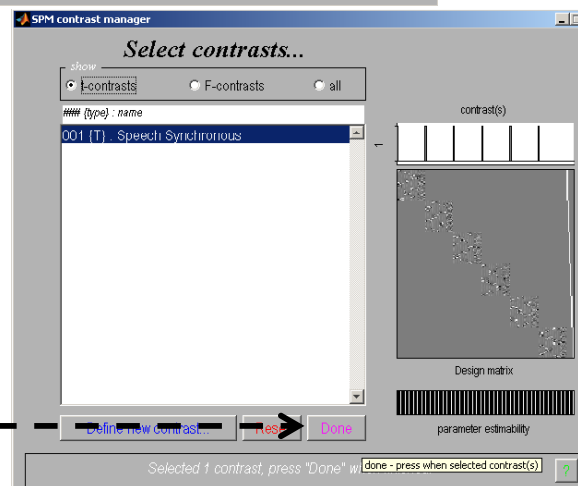 SPM contrast manager
Select contrasts...
show
t-contrasts F-contrasts all
### {type} : name
001 {T} : Speech Synchronous
contrast(s)
1
Design matrix
parameter estimability
Define new contrast... Reset Done
Selected 1 contrast, press "Done" w
done - press when selected contrast(s)
?